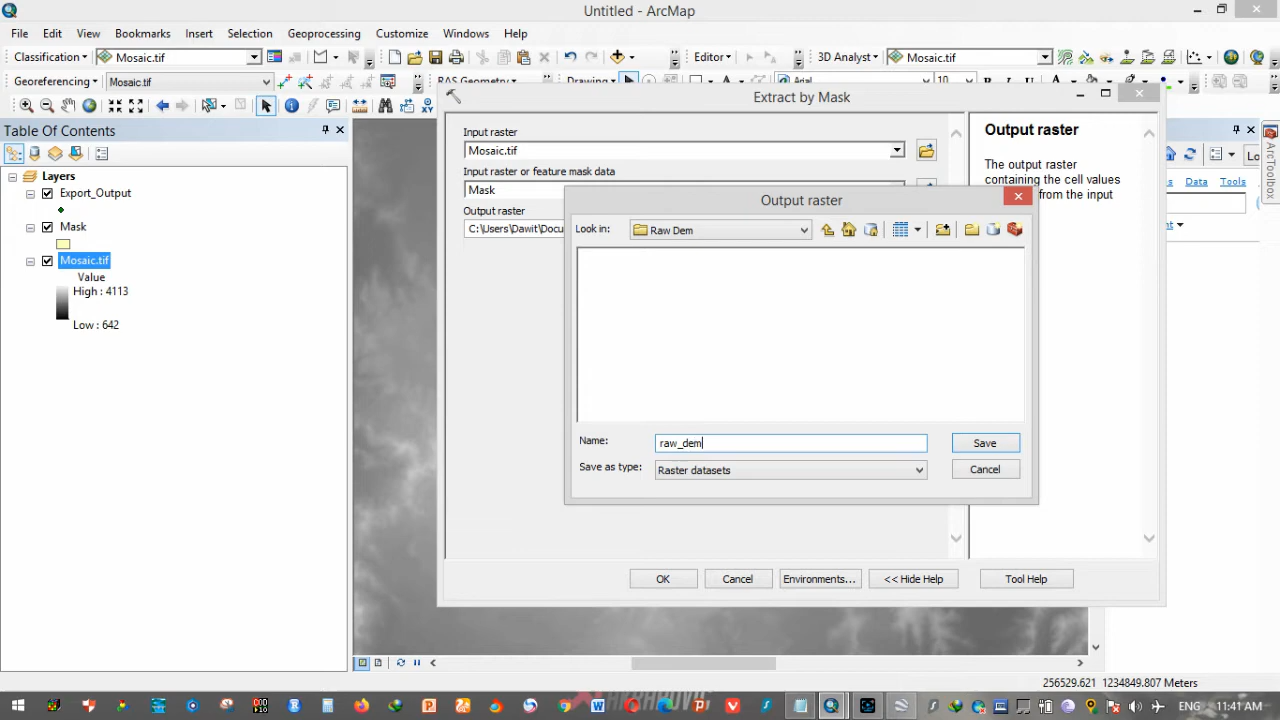 Untitled - ArcMap
File Edit View Bookmarks Insert Selection Geoprocessing Customize Windows Help
Classification Mosaic.tif Editor 3D Analyst Mosaic.tif
Georeferencing Mosaic.tif RAS Geometry Drawing Arial 10
Extract by Mask
Table Of Contents
Layers
Export_Output
Mask
Mosaic.tif
Value
High : 4113
Low : 642
Input raster
Mosaic.tif
Input raster or feature mask data
Mask
Output raster
C:\Users\Dawit\Docu
Output raster
The output raster
containing the cell values
from the input
Data Tools
ArcToolbox
Output raster
Look in: Raw Dem
Name: raw_dem Save
Save as type: Raster datasets Cancel
OK Cancel Environments... << Hide Help Tool Help
256529.621 1234849.807 Meters
ENG 11:41 AM